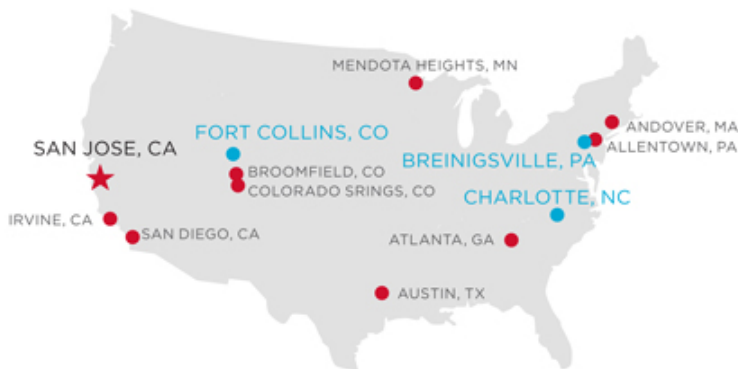 MENDOTA HEIGHTS, MN
ANDOVER, MA
FORT COLLINS, CO
SAN JOSE, CA
ALLENTOWN, PA
BREINIGSVILLE, PA
BROOMFIELD, CO
COLORADO SRINGS, CO
CHARLOTTE, NC
IRVINE, CA
SAN DIEGO, CA
ATLANTA, GA
AUSTIN, TX